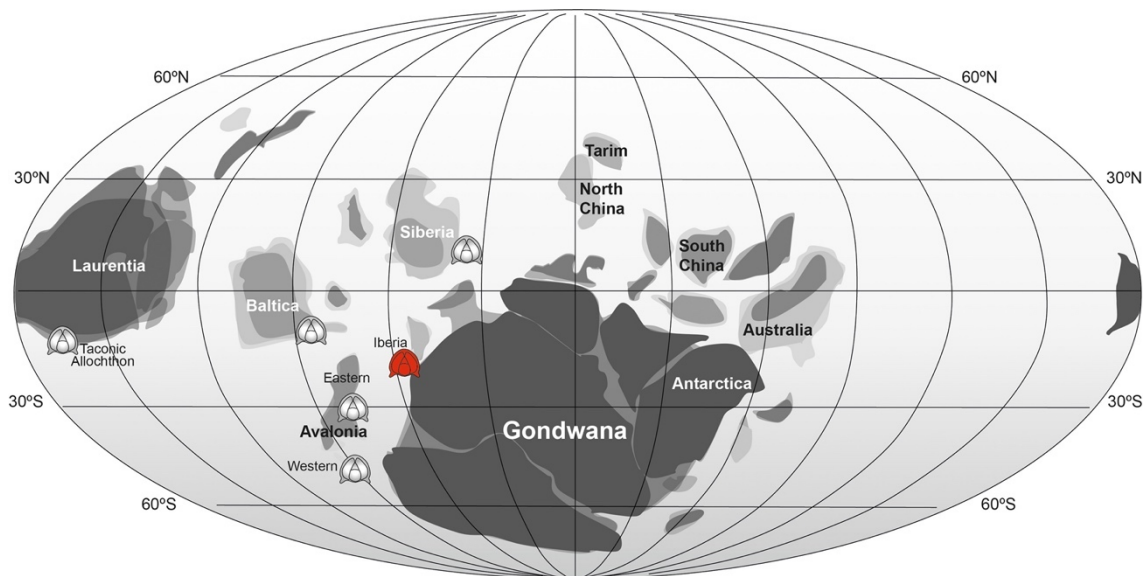 60ºN
60ºN
Tarim
30ºN
30ºN
North
China
Siberia
South
China
Laurentia
Baltica
Australia
Iberia
Taconic
Allochthon
Eastern
Antarctica
30ºS
30ºS
Avalonia
Gondwana
Western
60ºS
60ºS